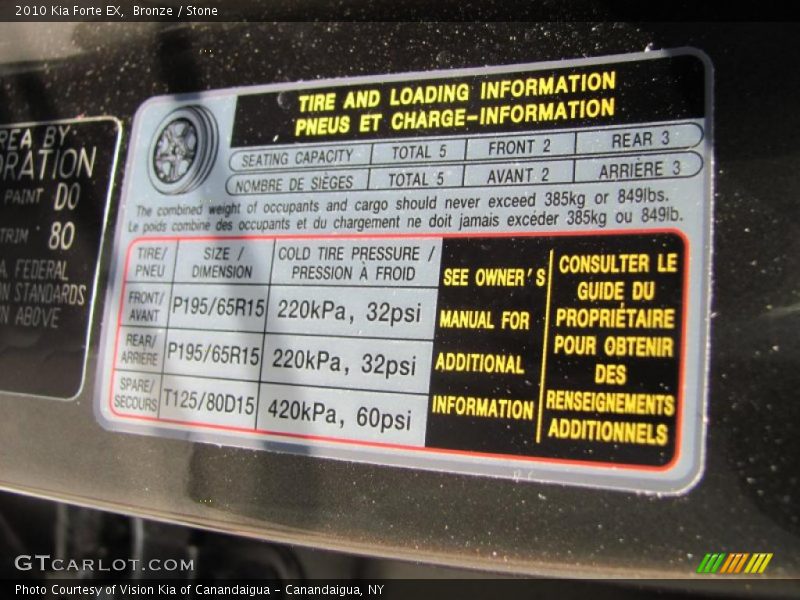 2010 Kia Forte EX, Bronze / Stone
REA BY
ORATION
PAINT D0
TRIM 80
A. FEDERAL
N STANDARDS
N ABOVE
TIRE AND LOADING INFORMATION
PNEUS ET CHARGE-INFORMATION
SEATING CAPACITY TOTAL 5 FRONT 2 REAR 3
NOMBRE DE SIÈGES TOTAL 5 AVANT 2 ARRIÈRE 3
The combined weight of occupants and cargo should never exceed 385kg or 849lbs.
Le poids combine des occupants et du chargement ne doit jamais excéder 385kg ou 849lb.
TIRE/ PNEU
SIZE / DIMENSION
COLD TIRE PRESSURE / PRESSION À FROID
FRONT/ AVANT P195/65R15 220kPa, 32psi
REAR/ ARRIÈRE P195/65R15 220kPa, 32psi
SPARE/ SECOURS T125/80D15 420kPa, 60psi
SEE OWNER'S
MANUAL FOR
ADDITIONAL
INFORMATION
CONSULTER LE
GUIDE DU
PROPRIÉTAIRE
POUR OBTENIR
DES
RENSEIGNEMENTS
ADDITIONNELS
GTCARLOT.COM
Photo Courtesy of Vision Kia of Canandaigua - Canandaigua, NY